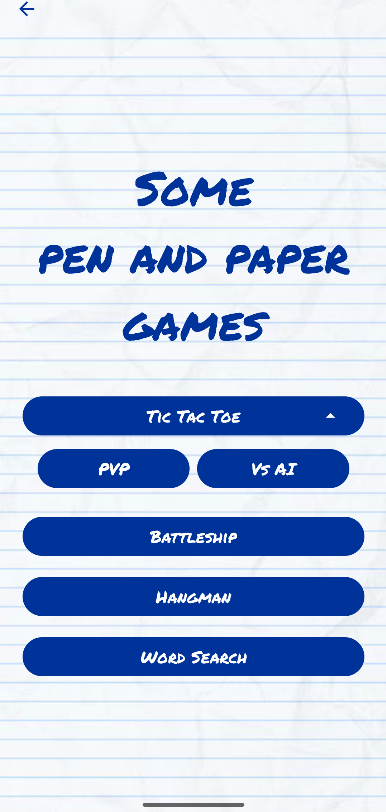 Some
pen and paper
games
Tic Tac Toe
PVP
Vs AI
Battleship
Hangman
Word Search